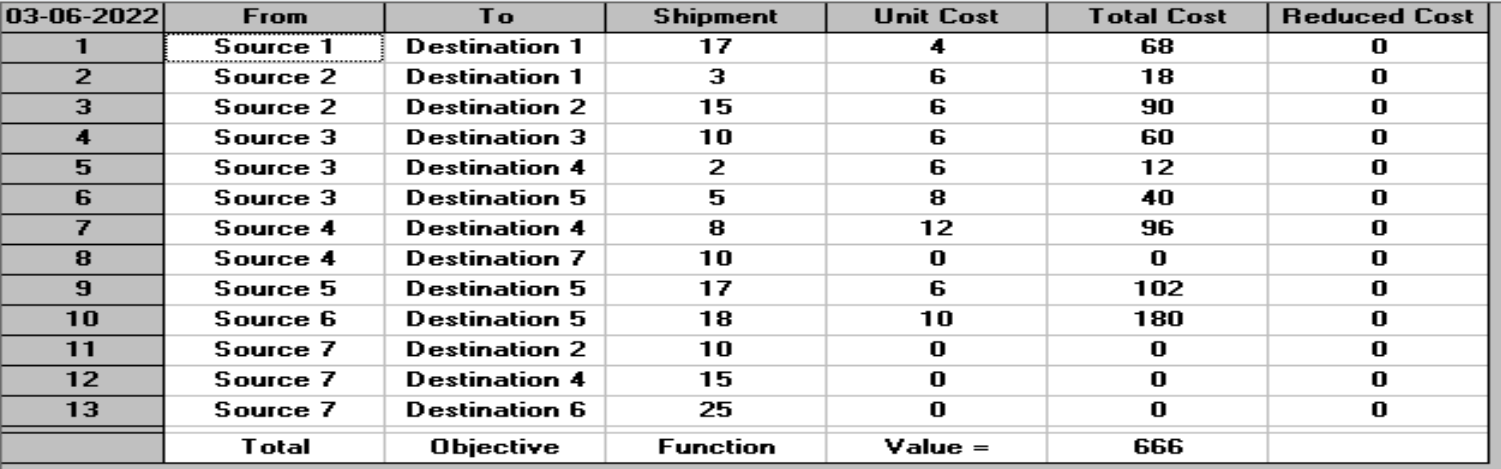 03-06-2022 From To Shipment Unit Cost Total Cost Reduced Cost
1 Source 1 Destination 1 17 4 68 0
2 Source 2 Destination 1 3 6 18 0
3 Source 2 Destination 2 15 6 90 0
4 Source 3 Destination 3 10 6 60 0
5 Source 3 Destination 4 2 6 12 0
6 Source 3 Destination 5 5 8 40 0
7 Source 4 Destination 4 8 12 96 0
8 Source 4 Destination 7 10 0 0 0
9 Source 5 Destination 5 17 6 102 0
10 Source 6 Destination 5 18 10 180 0
11 Source 7 Destination 2 10 0 0 0
12 Source 7 Destination 4 15 0 0 0
13 Source 7 Destination 6 25 0 0 0
Total Objective Function Value = 666